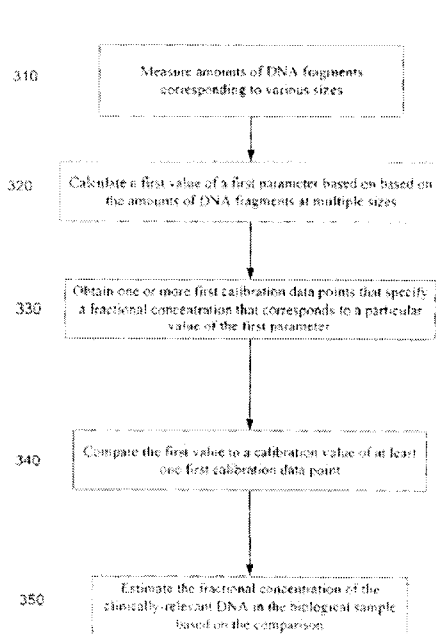 310
Measure amounts of DNA fragments
corresponding to various sizes
320
Calculate a first value of a first parameter based on based on
the amounts of DNA fragments at multiple sizes
330
Obtain one or more first calibration data points that specify
a fractional concentration that corresponds to a particular
value of the first parameter
340
Compare the first value to a calibration value of at least
one first calibration data point
350
Estimate the fractional concentration of the
clinically-relevant DNA in the biological sample
based on the comparison